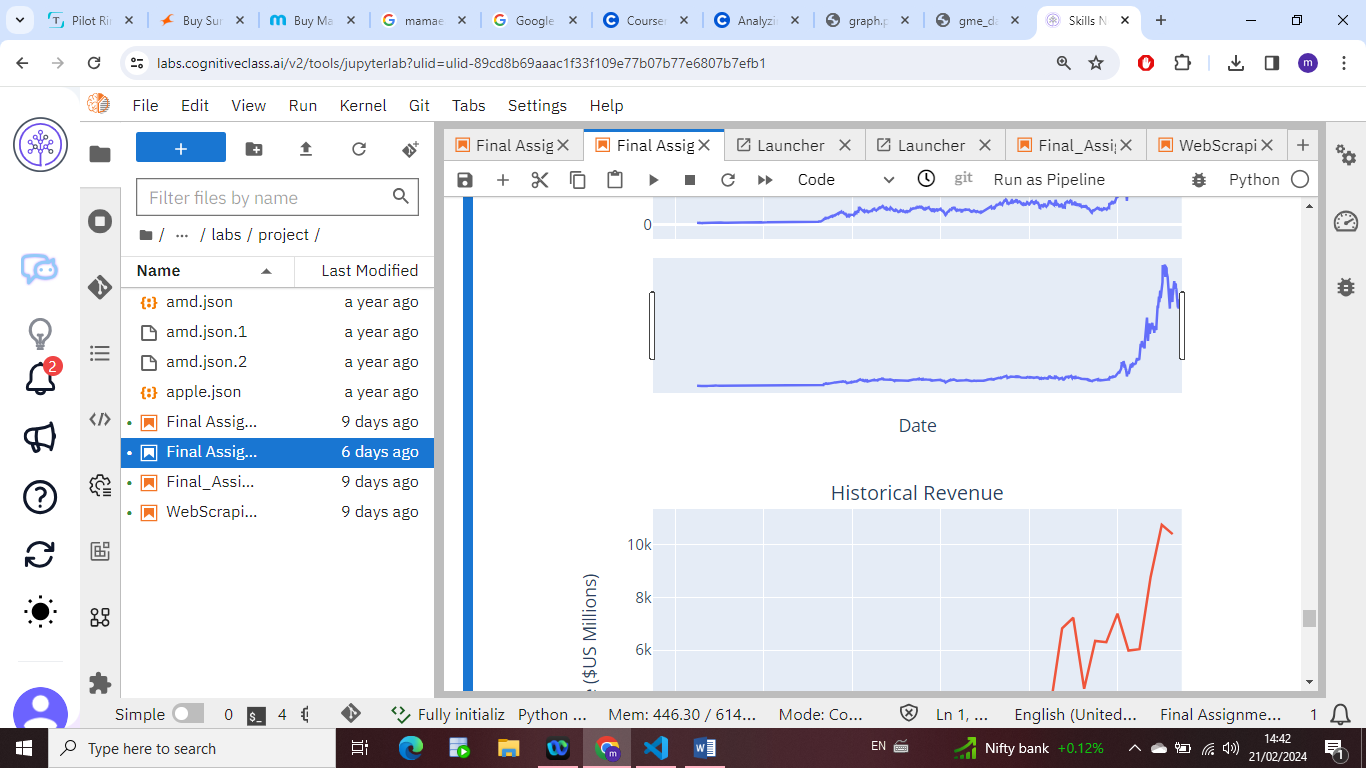 Pilot Rin
Buy Sur
Buy Ma
mamae
Google
Course
Analyzi
graph.p
gme_da
Skills N
labs.cognitiveclass.ai/v2/tools/jupyterlab?ulid=ulid-89cd8b69aaac1f33f109e77b07b77e6807b7efb1
m
File Edit View Run Kernel Git Tabs Settings Help
Final Assig
Final Assig
Launcher
Launcher
Final_Assig
WebScrapi
Code
git
Run as Pipeline
Python
Filter files by name
/ ... / labs / project /
Name Last Modified
amd.json a year ago
amd.json.1 a year ago
amd.json.2 a year ago
apple.json a year ago
Final Assig... 9 days ago
Final Assig... 6 days ago
Final_Assi... 9 days ago
WebScrapi... 9 days ago
2
0
Date
Historical Revenue
10k
8k
6k
($US Millions)
Simple 0 $_ 4 Fully initializ Python ... Mem: 446.30 / 614... Mode: Co... Ln 1, ... English (United... Final Assignme... 1
Type here to search
EN
Nifty bank +0.12%
14:42
21/02/2024
1